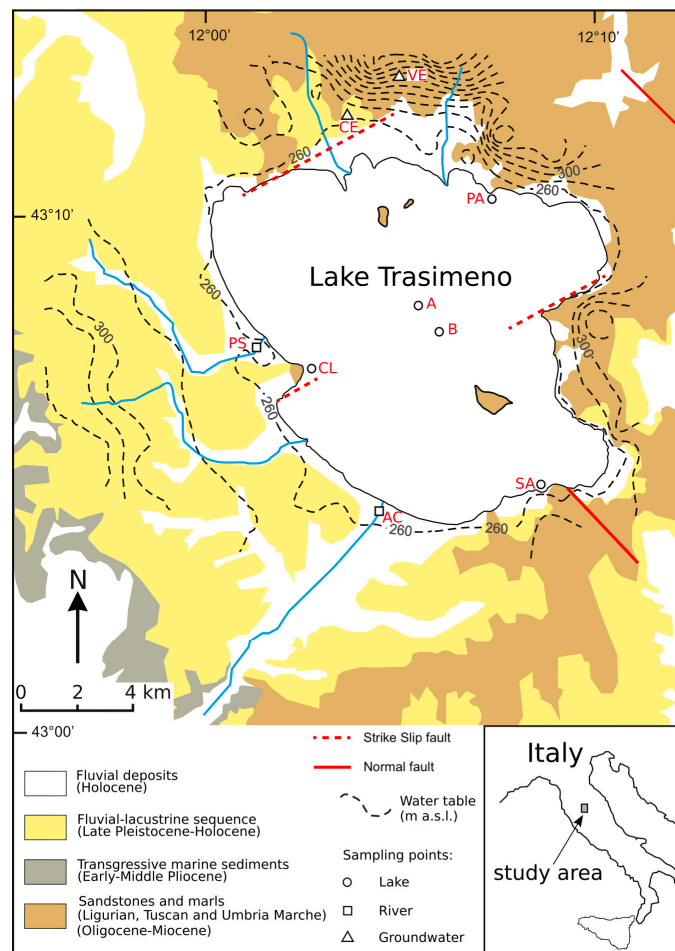 12°00'
12°10'
VE
CE
260
300
260
PA
43°10'
Lake Trasimeno
260
A
300
B
300
PS
CL
260
SA
AC
260
260
N
0 2 4 km
43°00'
Strike Slip fault
Normal fault
Water table
(m a.s.l.)
Sampling points:
Lake
River
Groundwater
Fluvial deposits
(Holocene)
Fluvial-lacustrine sequence
(Late Pleistocene-Holocene)
Transgressive marine sediments
(Early-Middle Pliocene)
Sandstones and marls
(Ligurian, Tuscan and Umbria Marche)
(Oligocene-Miocene)
Italy
study area